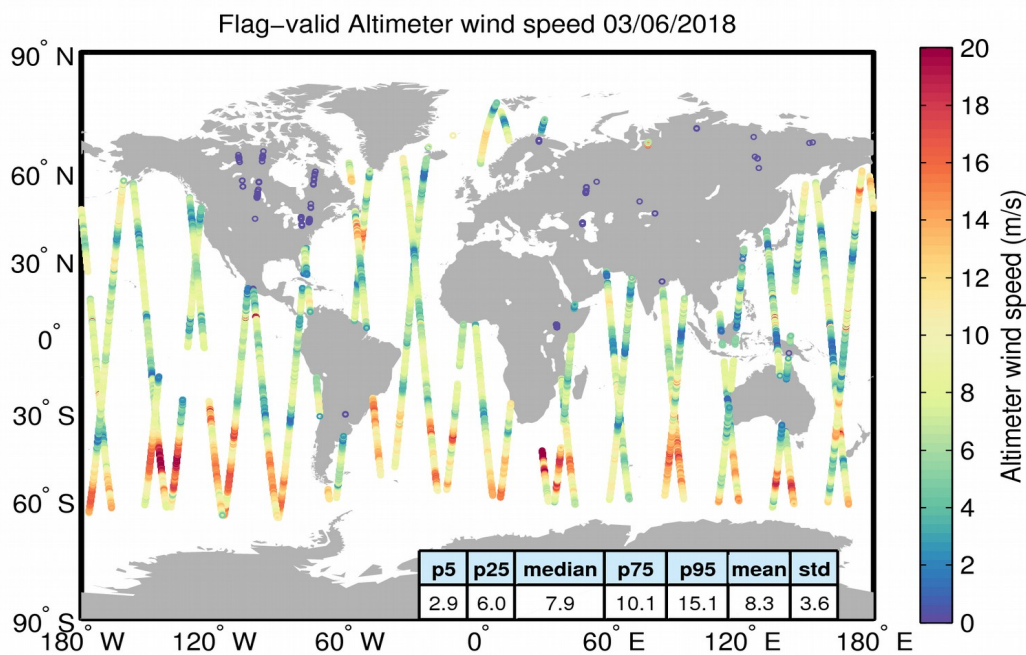 Flag−valid Altimeter wind speed 03/06/2018
90° N
60° N
30° N
0°
30° S
60° S
90° S
180° W
120° W
60° W
0°
60° E
120° E
180° E
p5 p25 median p75 p95 mean std
2.9 6.0 7.9 10.1 15.1 8.3 3.6
20
18
16
14
12
10
8
6
4
2
0
Altimeter wind speed (m/s)